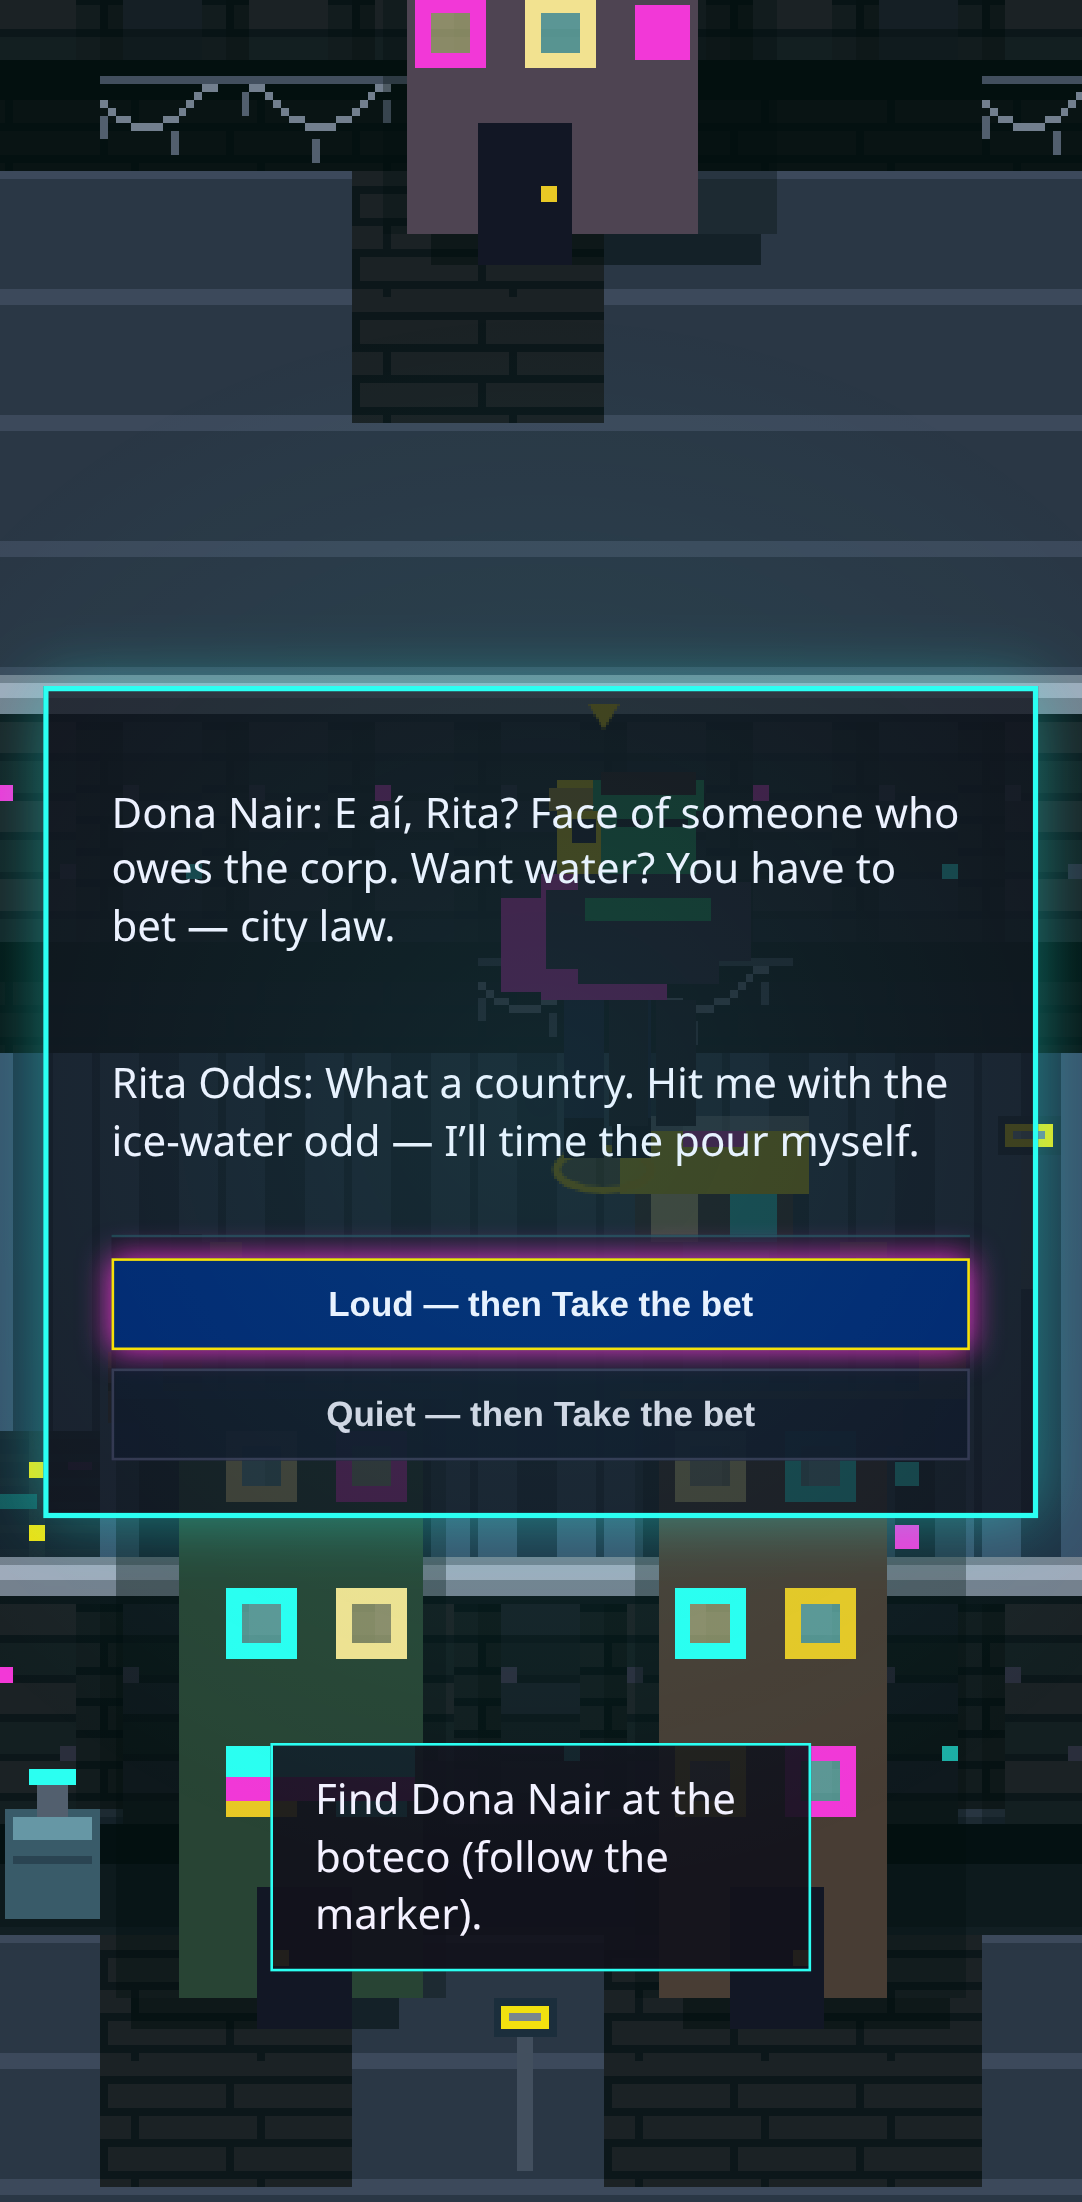 Dona Nair: E aí, Rita? Face of someone who
owes the corp. Want water? You have to
bet — city law.
Rita Odds: What a country. Hit me with the
ice-water odd — I’ll time the pour myself.
Loud — then Take the bet
Quiet — then Take the bet
Find Dona Nair at the
boteco (follow the
marker).